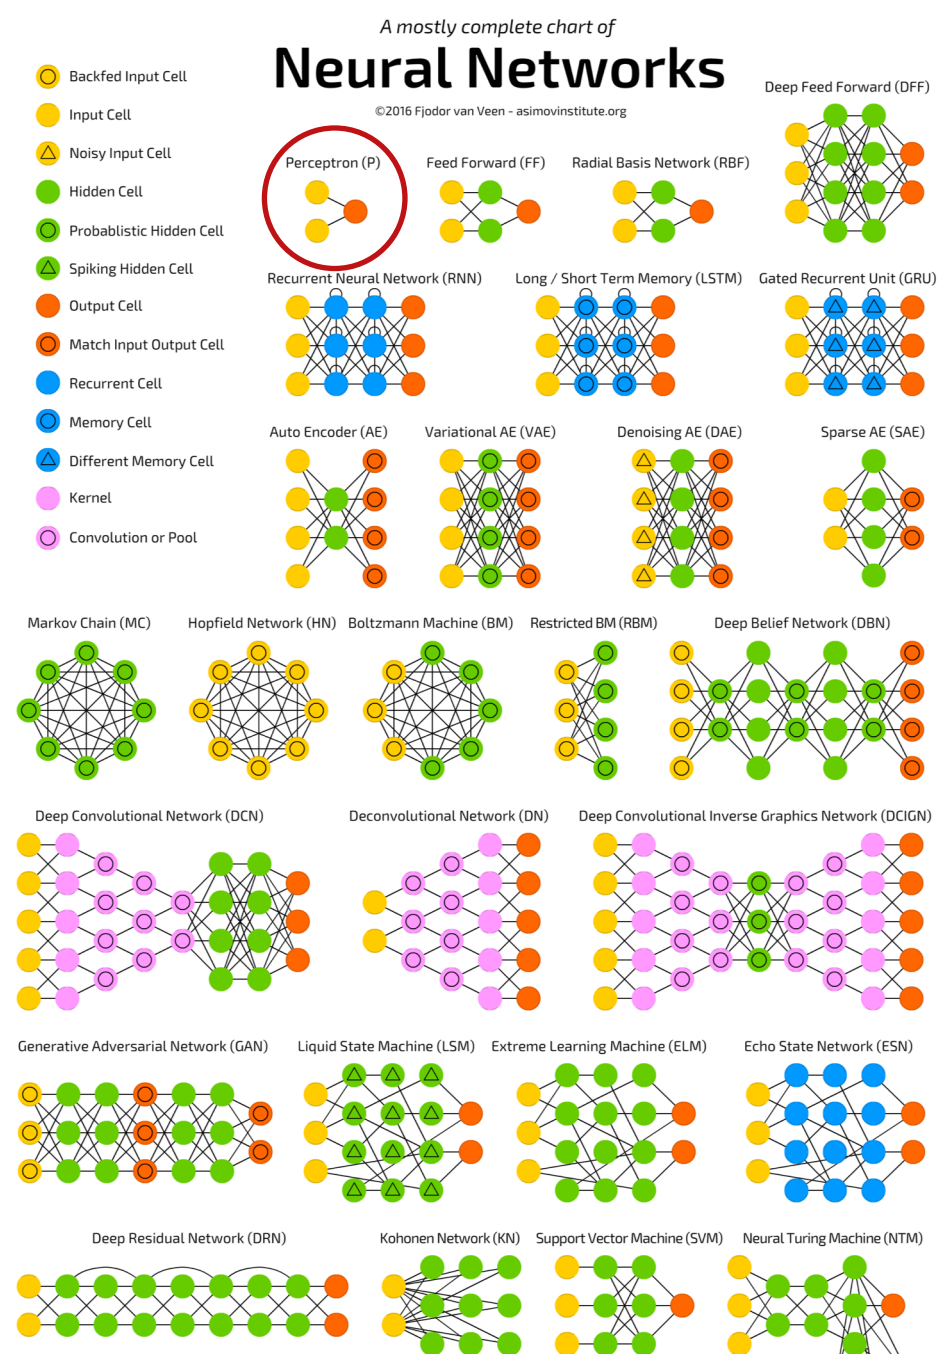 A mostly complete chart of
Neural Networks
©2016 Fjodor van Veen - asimovinstitute.org
Backfed Input Cell
Input Cell
Noisy Input Cell
Hidden Cell
Probablistic Hidden Cell
Spiking Hidden Cell
Output Cell
Match Input Output Cell
Recurrent Cell
Memory Cell
Different Memory Cell
Kernel
Convolution or Pool
Deep Feed Forward (DFF)
Perceptron (P)
Feed Forward (FF)
Radial Basis Network (RBF)
Recurrent Neural Network (RNN)
Long / Short Term Memory (LSTM)
Gated Recurrent Unit (GRU)
Auto Encoder (AE)
Variational AE (VAE)
Denoising AE (DAE)
Sparse AE (SAE)
Markov Chain (MC)
Hopfield Network (HN)
Boltzmann Machine (BM)
Restricted BM (RBM)
Deep Belief Network (DBN)
Deep Convolutional Network (DCN)
Deconvolutional Network (DN)
Deep Convolutional Inverse Graphics Network (DCIGN)
Generative Adversarial Network (GAN)
Liquid State Machine (LSM)
Extreme Learning Machine (ELM)
Echo State Network (ESN)
Deep Residual Network (DRN)
Kohonen Network (KN)
Support Vector Machine (SVM)
Neural Turing Machine (NTM)